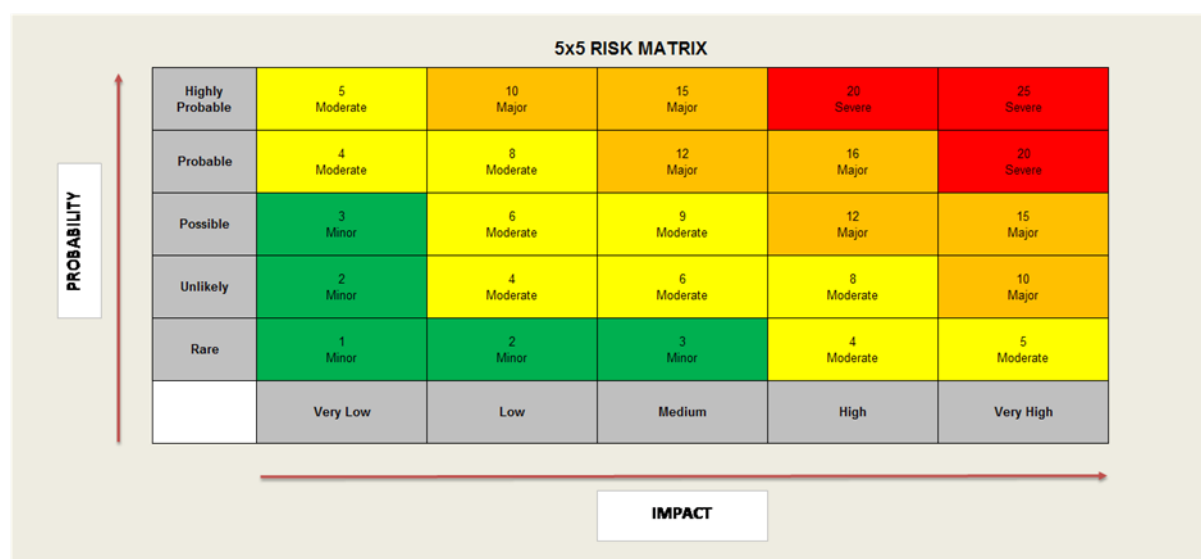 5x5 RISK MATRIX
Highly
Probable
5
Moderate
10
Major
15
Major
20
Severe
25
Severe
Probable
4
Moderate
8
Moderate
12
Major
16
Major
20
Severe
PROBABILITY
Possible
3
Minor
6
Moderate
9
Moderate
12
Major
15
Major
Unlikely
2
Minor
4
Moderate
6
Moderate
8
Moderate
10
Major
Rare
1
Minor
2
Minor
3
Minor
4
Moderate
5
Moderate
Very Low
Low
Medium
High
Very High
IMPACT